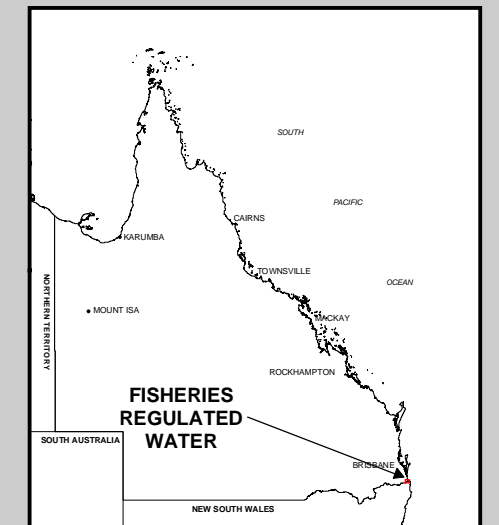 SOUTH
PACIFIC
CAIRNS
KARUMBA
TOWNSVILLE
OCEAN
NORTHERN TERRITORY
MOUNT ISA
MACKAY
ROCKHAMPTON
FISHERIES
REGULATED
WATER
SOUTH AUSTRALIA
BRISBANE
NEW SOUTH WALES